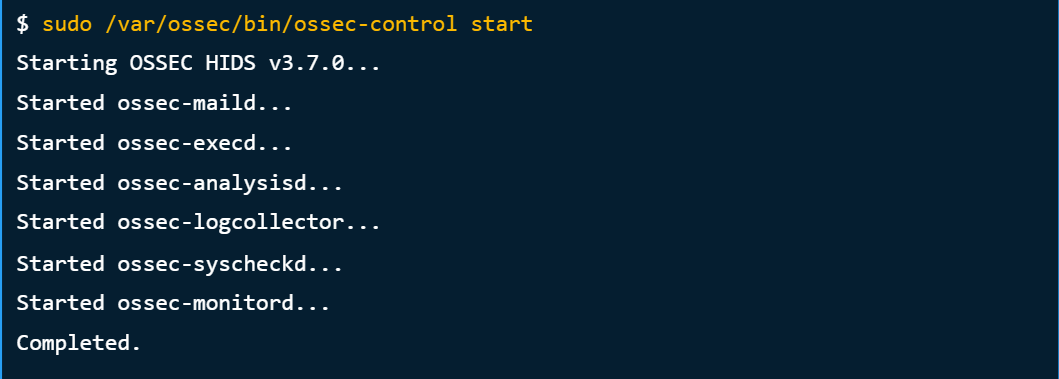 $ sudo /var/ossec/bin/ossec-control start
Starting OSSEC HIDS v3.7.0...
Started ossec-maild...
Started ossec-execd...
Started ossec-analysisd...
Started ossec-logcollector...
Started ossec-syscheckd...
Started ossec-monitord...
Completed.